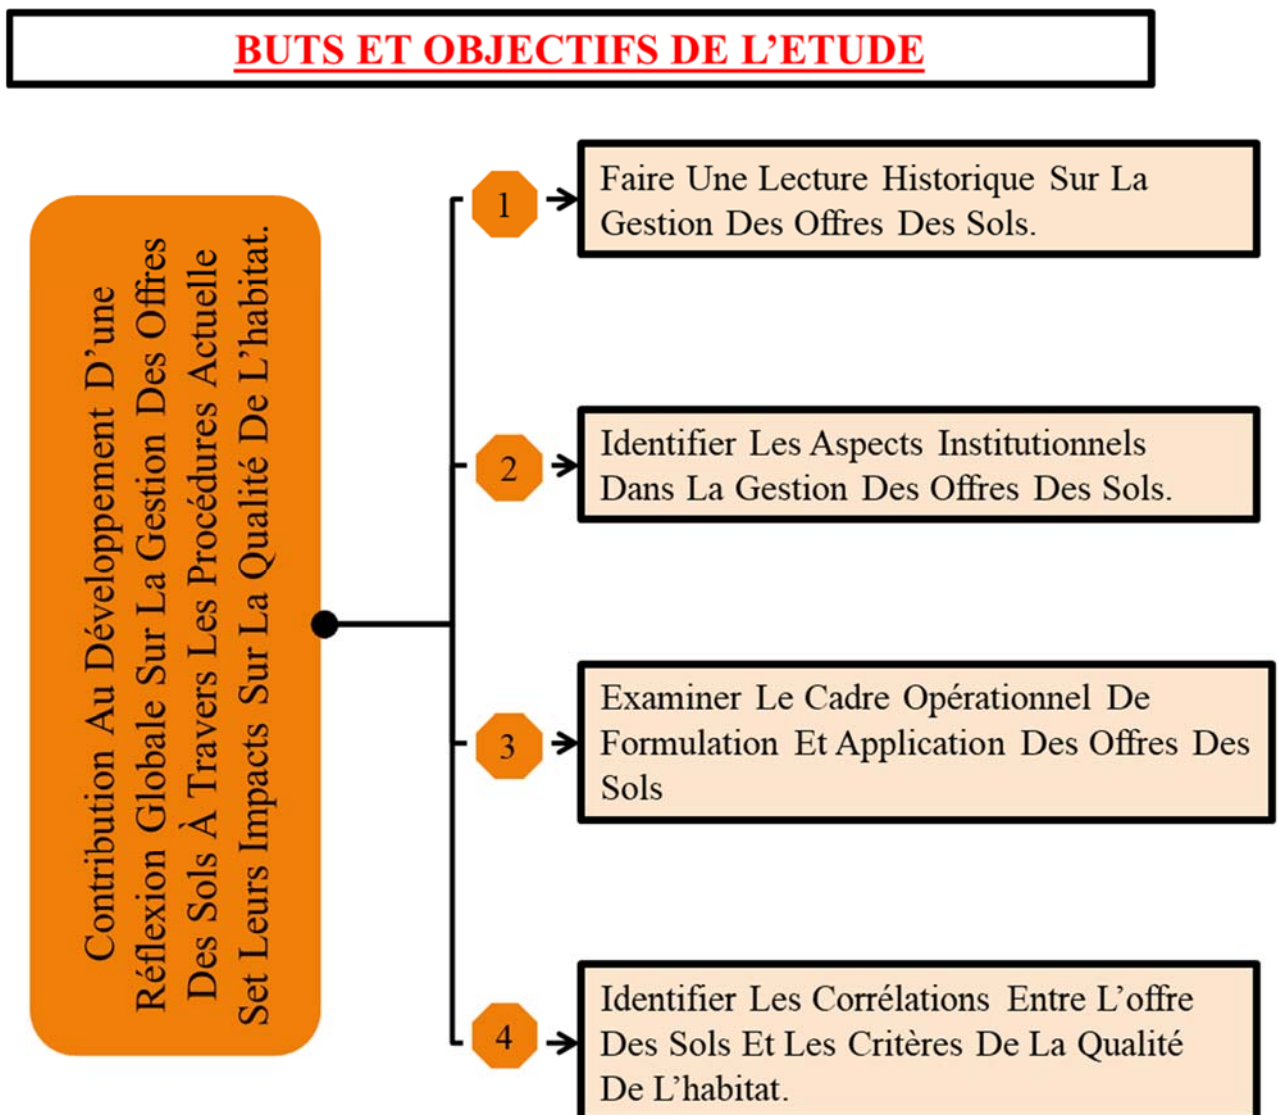 BUTS ET OBJECTIFS DE L’ETUDE
Contribution Au Développement D’une
Réflexion Globale Sur La Gestion Des Offres
Des Sols À Travers Les Procédures Actuelle
Set Leurs Impacts Sur La Qualité De L’habitat.
1
Faire Une Lecture Historique Sur La
Gestion Des Offres Des Sols.
2
Identifier Les Aspects Institutionnels
Dans La Gestion Des Offres Des Sols.
3
Examiner Le Cadre Opérationnel De
Formulation Et Application Des Offres Des
Sols
4
Identifier Les Corrélations Entre L’offre
Des Sols Et Les Critères De La Qualité
De L’habitat.